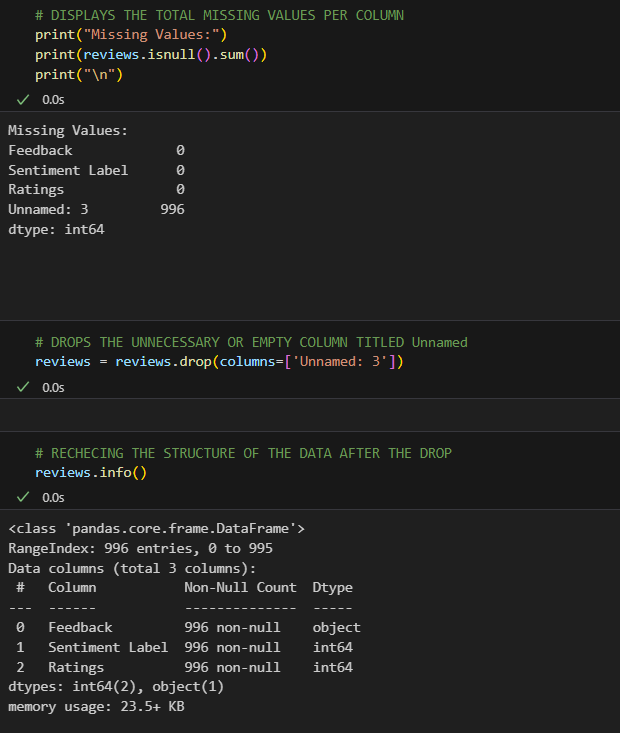 # DISPLAYS THE TOTAL MISSING VALUES PER COLUMN
print("Missing Values:")
print(reviews.isnull().sum())
print("\n")
0.0s
Missing Values:
Feedback 0
Sentiment Label 0
Ratings 0
Unnamed: 3 996
dtype: int64
# DROPS THE UNNECESSARY OR EMPTY COLUMN TITLED Unnamed
reviews = reviews.drop(columns=['Unnamed: 3'])
0.0s
# RECHECING THE STRUCTURE OF THE DATA AFTER THE DROP
reviews.info()
0.0s
<class 'pandas.core.frame.DataFrame'>
RangeIndex: 996 entries, 0 to 995
Data columns (total 3 columns):
# Column Non-Null Count Dtype
--- ------ -------------- -----
0 Feedback 996 non-null object
1 Sentiment Label 996 non-null int64
2 Ratings 996 non-null int64
dtypes: int64(2), object(1)
memory usage: 23.5+ KB